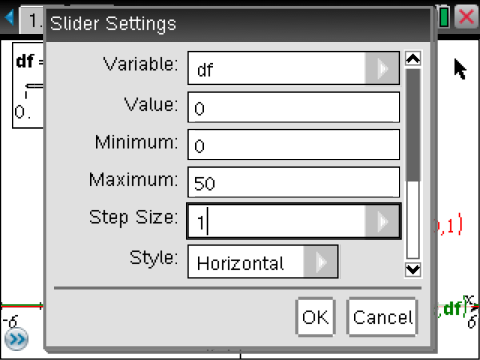 1.
Slider Settings
df =
0.
Variable: df
Value: 0
Minimum: 0
Maximum: 50
Step Size: 1
Style: Horizontal
OK Cancel
,1)
,df)
x
-6
6